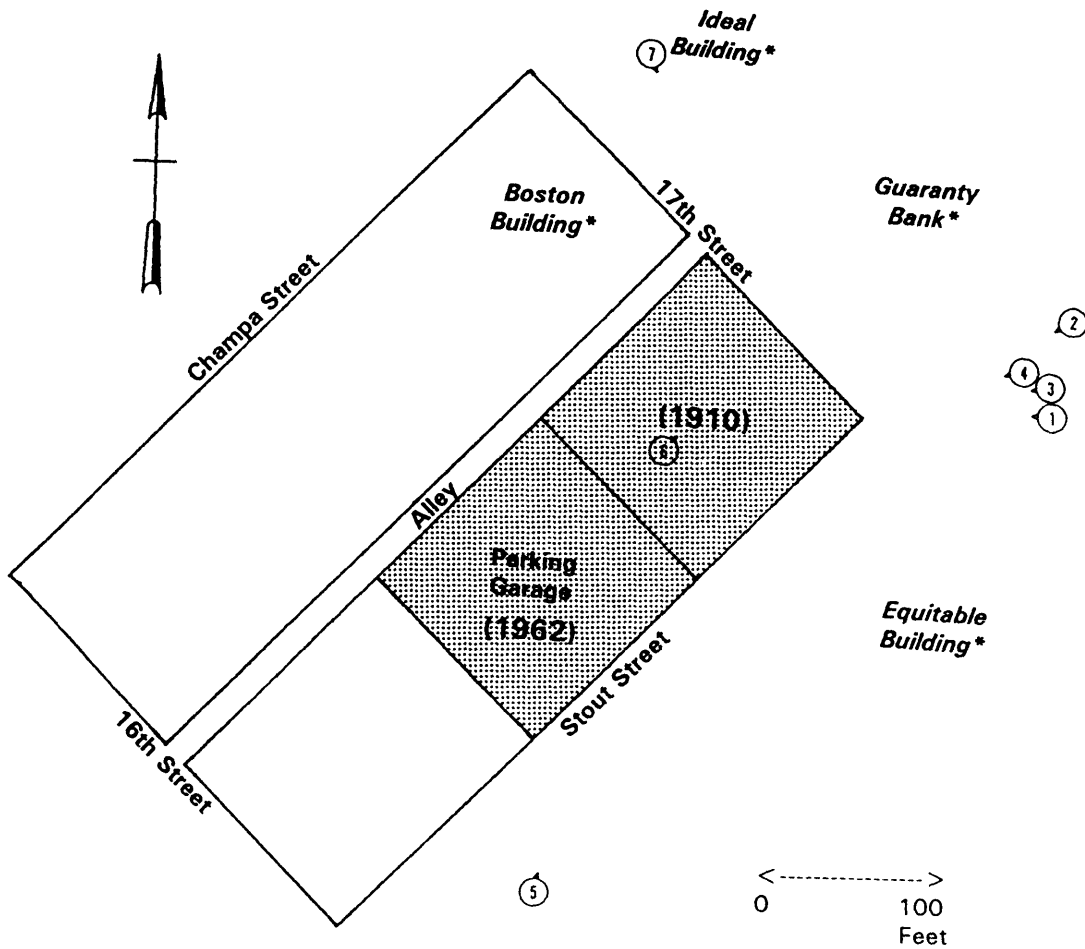 Ideal
Building*
7
Boston
Building*
17th Street
Guaranty
Bank*
Champa Street
2
4
3
1
(1910)
6
Alley
Parking
Garage
(1962)
Equitable
Building*
Stout Street
16th Street
5
0 100
Feet